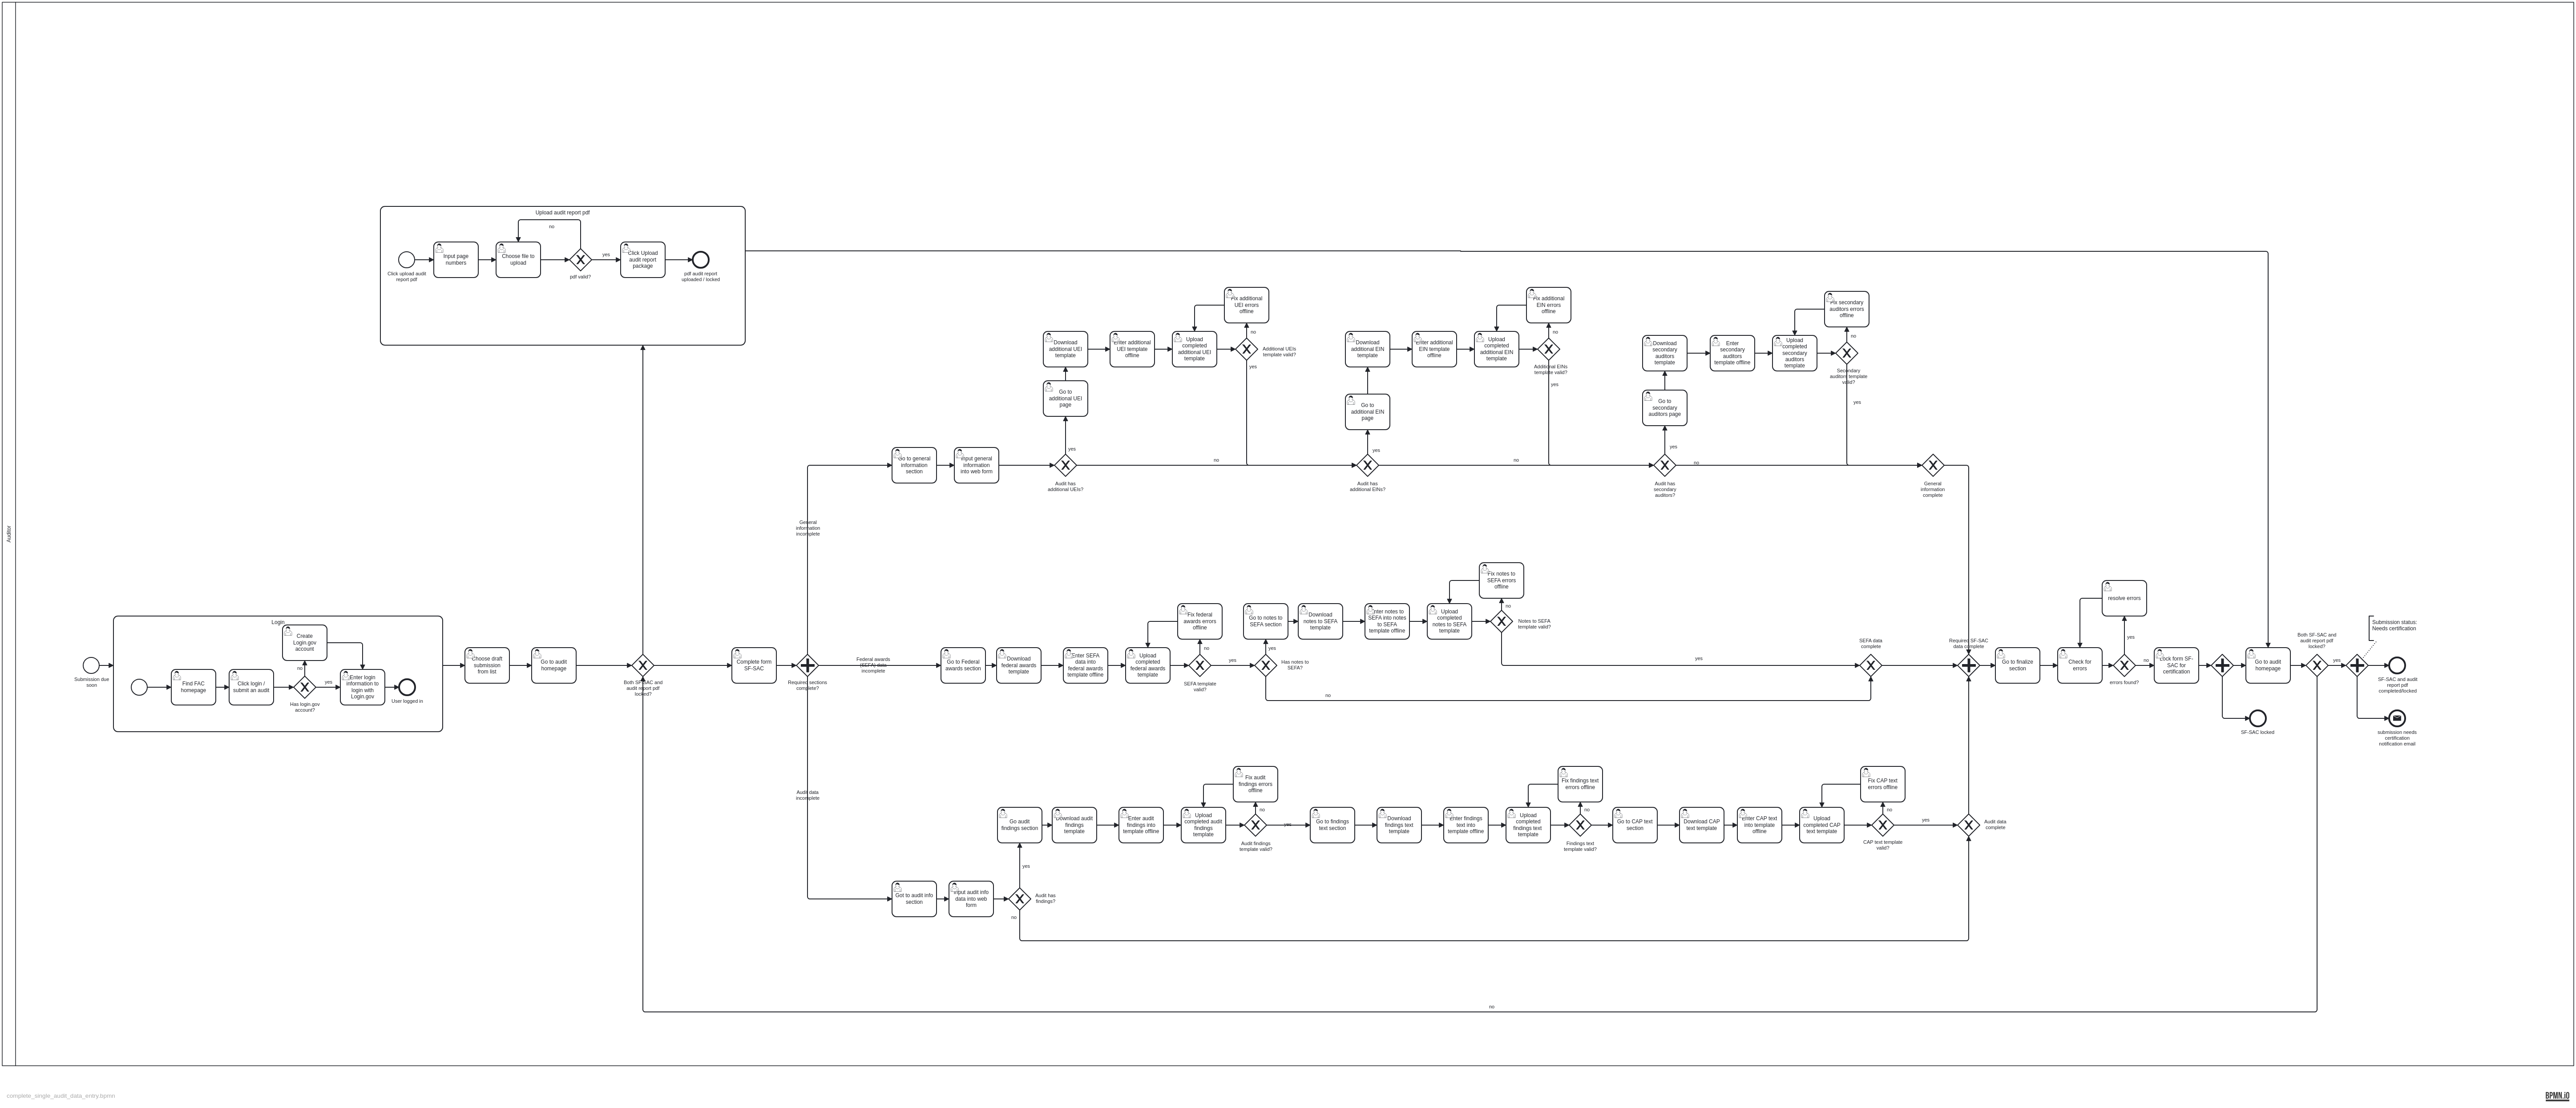 Auditor
Upload audit report pdf
no
Click upload audit
report pdf
Input page
numbers
Choose file to
upload
pdf valid?
yes
Click Upload
audit report
package
pdf audit report
uploaded / locked
Fix additional
UEI errors
offline
no
Download
additional UEI
template
Enter additional
UEI template
offline
Upload
completed
additional UEI
template
Additional UEIs
template valid?
yes
Go to
additional UEI
page
yes
Fix additional
EIN errors
offline
no
Download
additional EIN
template
Enter additional
EIN template
offline
Upload
completed
additional EIN
template
Additional EINs
template valid?
yes
Go to
additional EIN
page
yes
Fix secondary
auditors errors
offline
no
Download
secondary
auditors
template
Enter
secondary
auditors
template offline
Upload
completed
secondary
auditors
template
Secondary
auditors template
valid?
yes
Go to
secondary
auditors page
yes
Go to general
information
section
Input general
information
into web form
Audit has
additional UEIs?
no
Audit has
additional EINs?
no
Audit has
secondary
auditors?
no
General
information
complete
General
information
incomplete
Submission due
soon
Login
Find FAC
homepage
Click login /
submit an audit
Create
Login.gov
account
no
Has login.gov
account?
yes
Enter login
information to
login with
Login.gov
User logged in
Choose draft
submission
from list
Go to audit
homepage
Both SF-SAC and
audit report pdf
locked?
Complete form
SF-SAC
Required sections
complete?
Federal awards
(SEFA) data
incomplete
Go to Federal
awards section
Download
federal awards
template
Enter SEFA
data into
federal awards
template offline
Upload
completed
federal awards
template
Fix federal
awards errors
offline
no
SEFA template
valid?
yes
Has notes to
SEFA?
yes
no
Go to notes to
SEFA section
Download
notes to SEFA
template
Enter notes to
SEFA into notes
to SEFA
template offline
Upload
completed
notes to SEFA
template
Fix notes to
SEFA errors
offline
no
Notes to SEFA
template valid?
yes
SEFA data
complete
Required SF-SAC
data complete
Go to finalize
section
Check for
errors
resolve errors
yes
errors found?
no
Lock form SF-
SAC for
certification
SF-SAC locked
Go to audit
homepage
Both SF-SAC and
audit report pdf
locked?
yes
Submission status:
Needs certification
SF-SAC and audit
report pdf
completed/locked
submission needs
certification
notification email
Audit data
incomplete
Got to audit info
section
Input audit info
data into web
form
Audit has
findings?
yes
no
Go audit
findings section
Download audit
findings
template
Enter audit
findings into
template offline
Upload
completed audit
findings
template
Fix audit
findings errors
offline
no
Audit findings
template valid?
yes
Go to findings
text section
Download
findings text
template
Enter findings
text into
template offline
Upload
completed
findings text
template
Fix findings text
errors offline
no
Findings text
template valid?
Go to CAP text
section
Download CAP
text template
Enter CAP text
into template
offline
Upload
completed CAP
text template
Fix CAP text
errors offline
no
CAP text template
valid?
yes
Audit data
complete
no
complete_single_audit_data_entry.bpmn
BPMN.iO